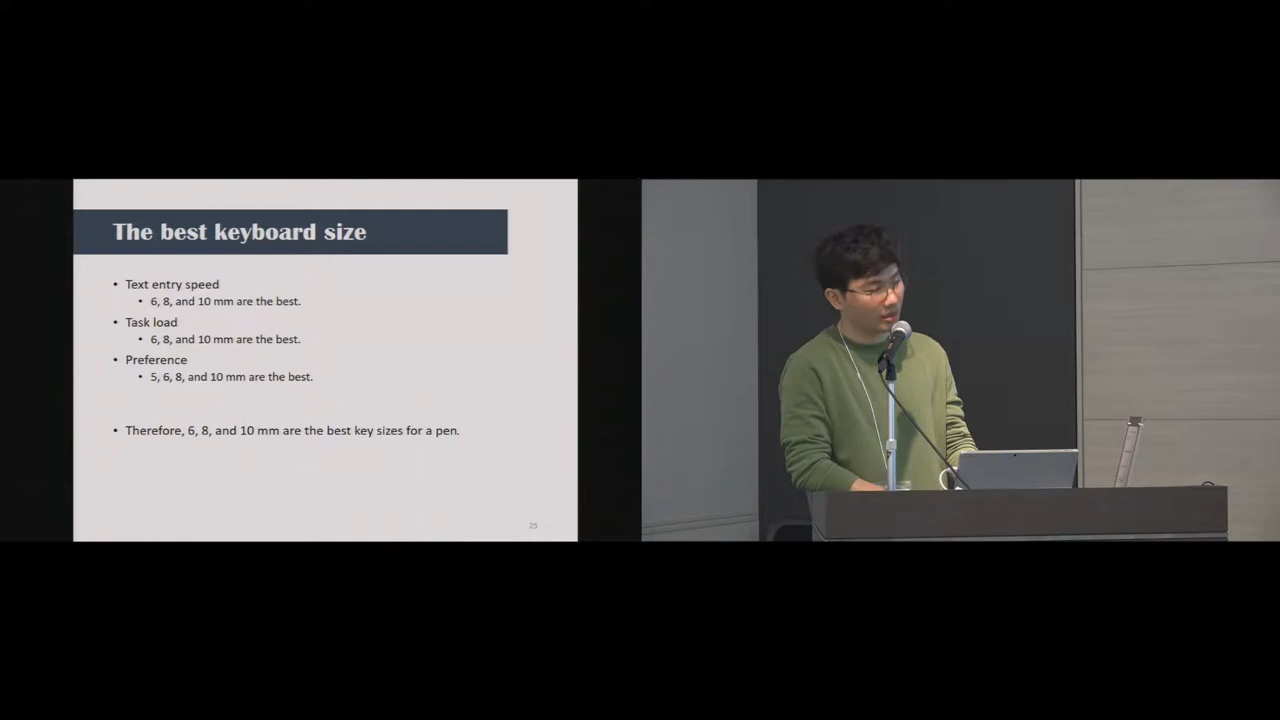 The best keyboard size
• Text entry speed
• 6, 8, and 10 mm are the best.
• Task load
• 6, 8, and 10 mm are the best.
• Preference
• 5, 6, 8, and 10 mm are the best.
• Therefore, 6, 8, and 10 mm are the best key sizes for a pen.
25